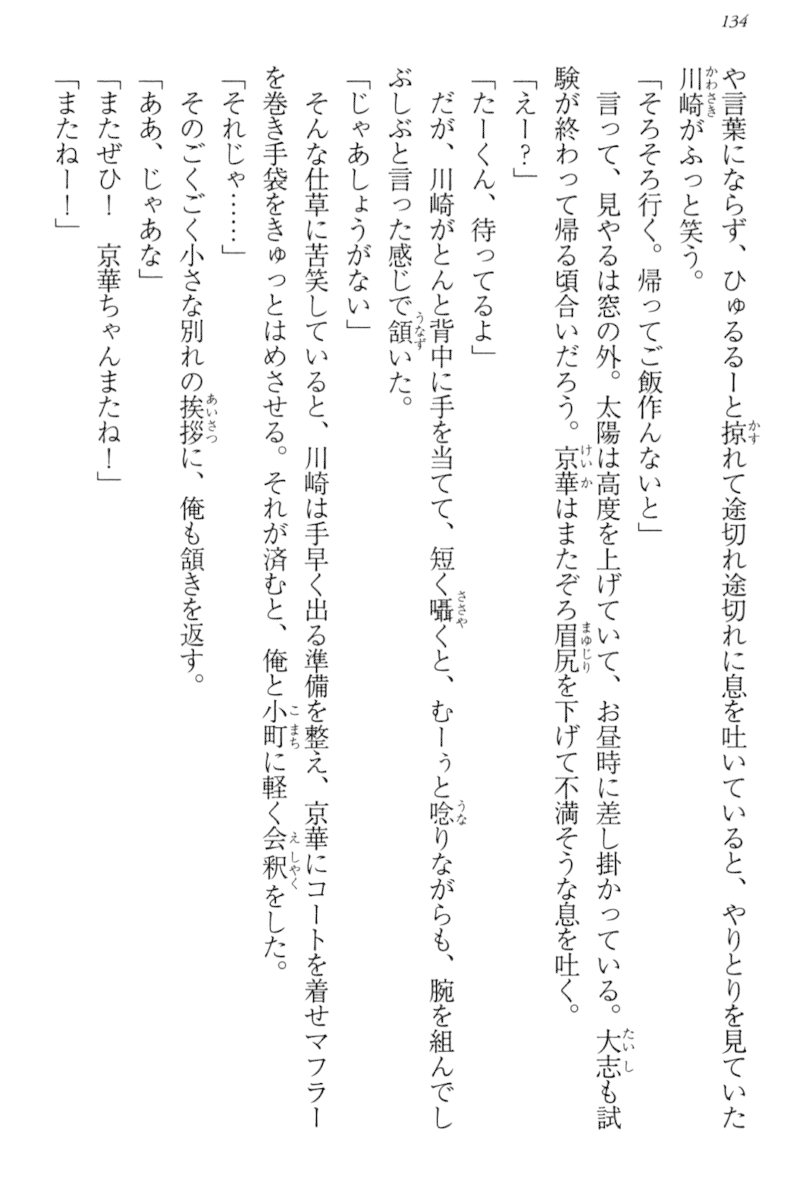 134
や言葉にならず、ひゅるるーと掠れて途切れ途切れに息を吐いていると、やりとりを見ていた
川崎がふっと笑う。
「そろそろ行く。帰ってご飯作んないと」
言って、見やるは窓の外。太陽は高度を上げていて、お昼時に差し掛かっている。大志も試
験が終わって帰る頃合いだろう。京華はまたぞろ眉尻を下げて不満そうな息を吐く。
「えー？」
「たーくん、待ってるよ」
だが、川崎がとんと背中に手を当てて、短く囁くと、むーぅと唸りながらも、腕を組んでし
ぶしぶと言った感じで頷いた。
「じゃあしょうがない」
そんな仕草に苦笑していると、川崎は手早く出る準備を整え、京華にコートを着せマフラー
を巻き手袋をきゅっとはめさせる。それが済むと、俺と小町に軽く会釈をした。
「それじゃ……」
そのごくごく小さな別れの挨拶に、俺も頷きを返す。
「ああ、じゃあな」
「またぜひ！　京華ちゃんまたね！」
「またねー！」